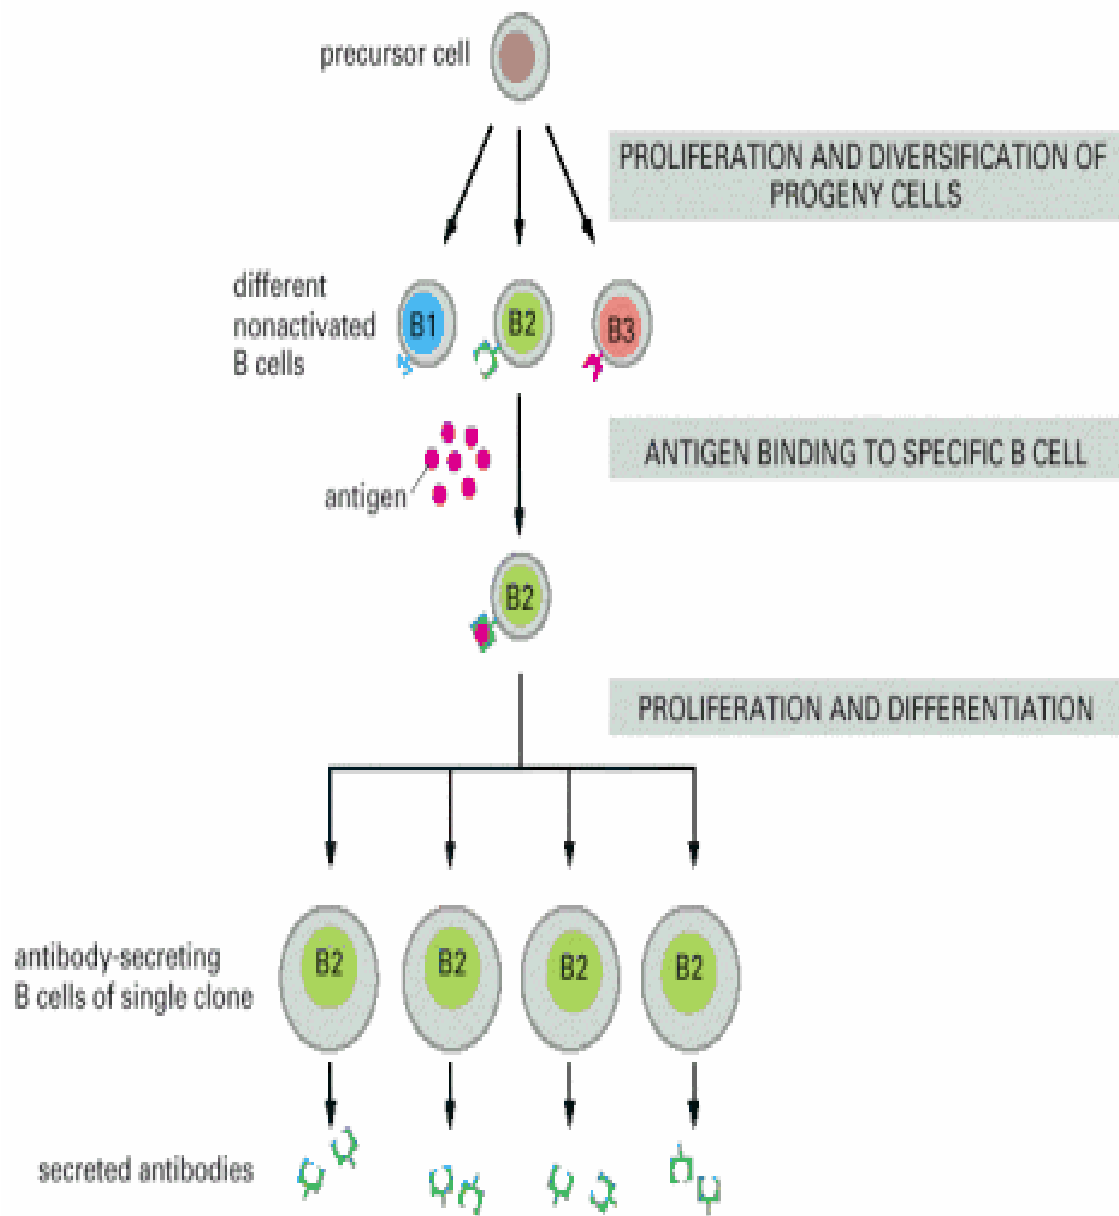 precursor cell
PROLIFERATION AND DIVERSIFICATION OF
PROGENY CELLS
different
nonactivated
B cells
B1
B2
B3
antigen
ANTIGEN BINDING TO SPECIFIC B CELL
B2
PROLIFERATION AND DIFFERENTIATION
antibody-secreting
B cells of single clone
B2
B2
B2
B2
secreted antibodies